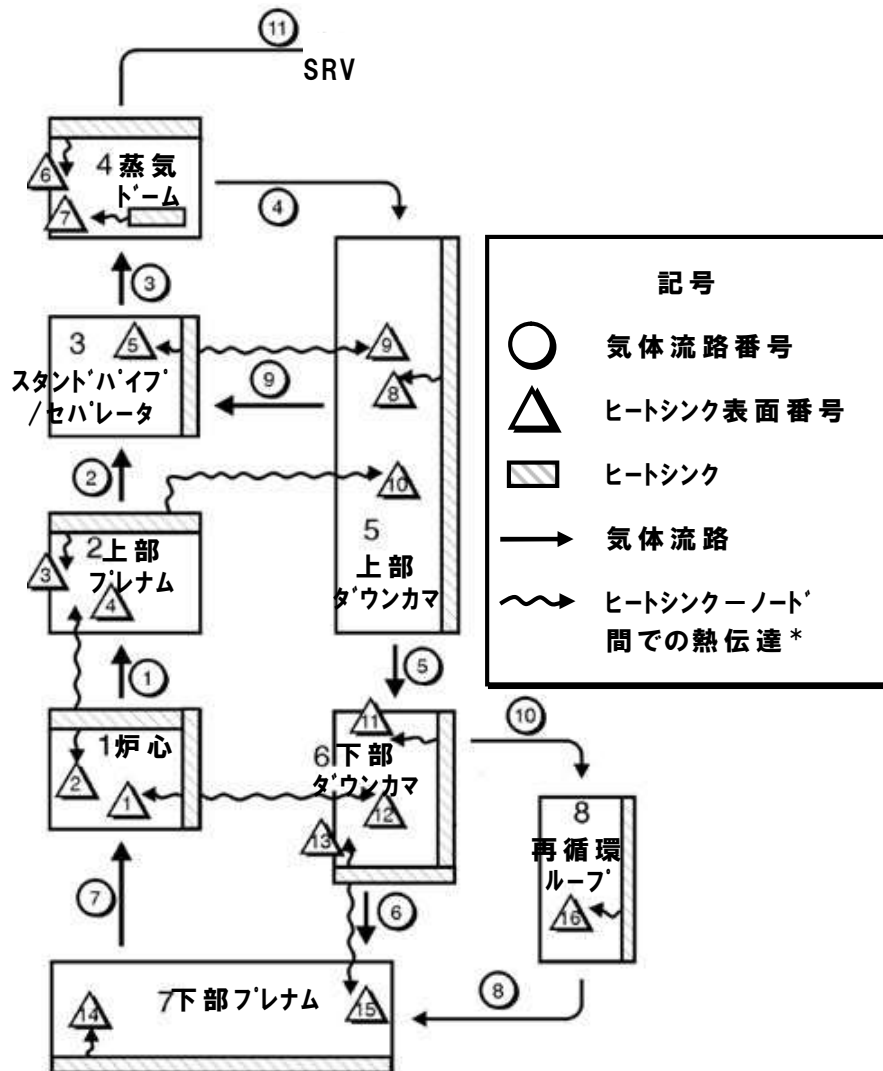 11
SRV
4 蒸気
ドーム
6
7
4
3
3
5
スタンドパイプ
/セパレータ
9
9
8
2
10
2 上部
プレナム
3
4
5
上部
ダウンカマ
記号
気体流路番号
ヒートシンク表面番号
ヒートシンク
気体流路
ヒートシンクーノード
間での熱伝達*
1
5
10
1 炉心
2
1
11
6 下部
ダウンカマ
12
13
8
再循環
ループ
16
7
6
7 下部プレナム
14
15
8